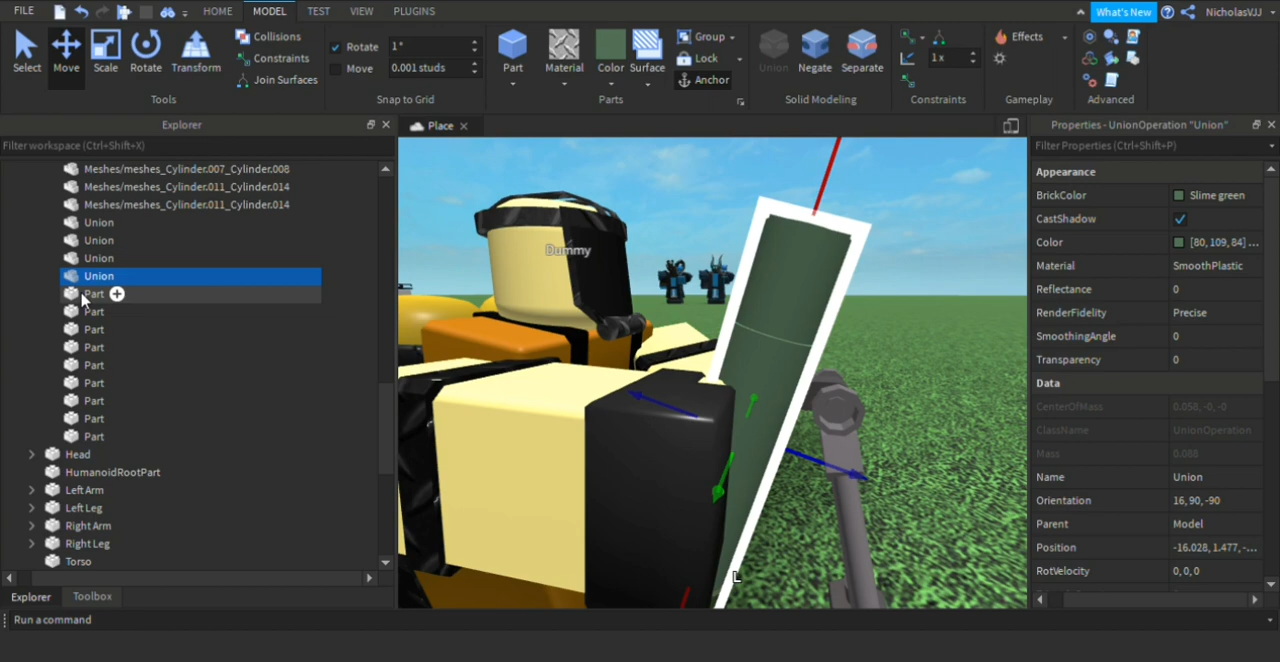 FILE HOME MODEL TEST VIEW PLUGINS What's New NicholasVJJ
Select Move Scale Rotate Transform
Collisions
Constraints
Join Surfaces
Tools
Rotate 1°
Move 0.001 studs
Snap to Grid
Part Material Color Surface
Group
Lock
Anchor
Parts
Union Negate Separate
Solid Modeling
1x
Constraints
Effects
Gameplay
Advanced
Explorer
Filter workspace (Ctrl+Shift+X)
Meshes/meshes_Cylinder.007_Cylinder.008
Meshes/meshes_Cylinder.011_Cylinder.014
Meshes/meshes_Cylinder.011_Cylinder.014
Union
Union
Union
Union
Part
Part
Part
Part
Part
Part
Part
Part
Part
Head
HumanoidRootPart
Left Arm
Left Leg
Right Arm
Right Leg
Torso
Explorer Toolbox
Run a command
Place
Dummy
L
Properties - UnionOperation "Union"
Filter Properties (Ctrl+Shift+P)
Appearance
BrickColor Slime green
CastShadow
Color [80, 109, 84] ...
Material SmoothPlastic
Reflectance 0
RenderFidelity Precise
SmoothingAngle 0
Transparency 0
Data
CenterOfMass 0.058, -0, -0
ClassName UnionOperation
Mass 0.088
Name Union
Orientation 16, 90, -90
Parent Model
Position -16.028, 1.477, -...
RotVelocity 0, 0, 0